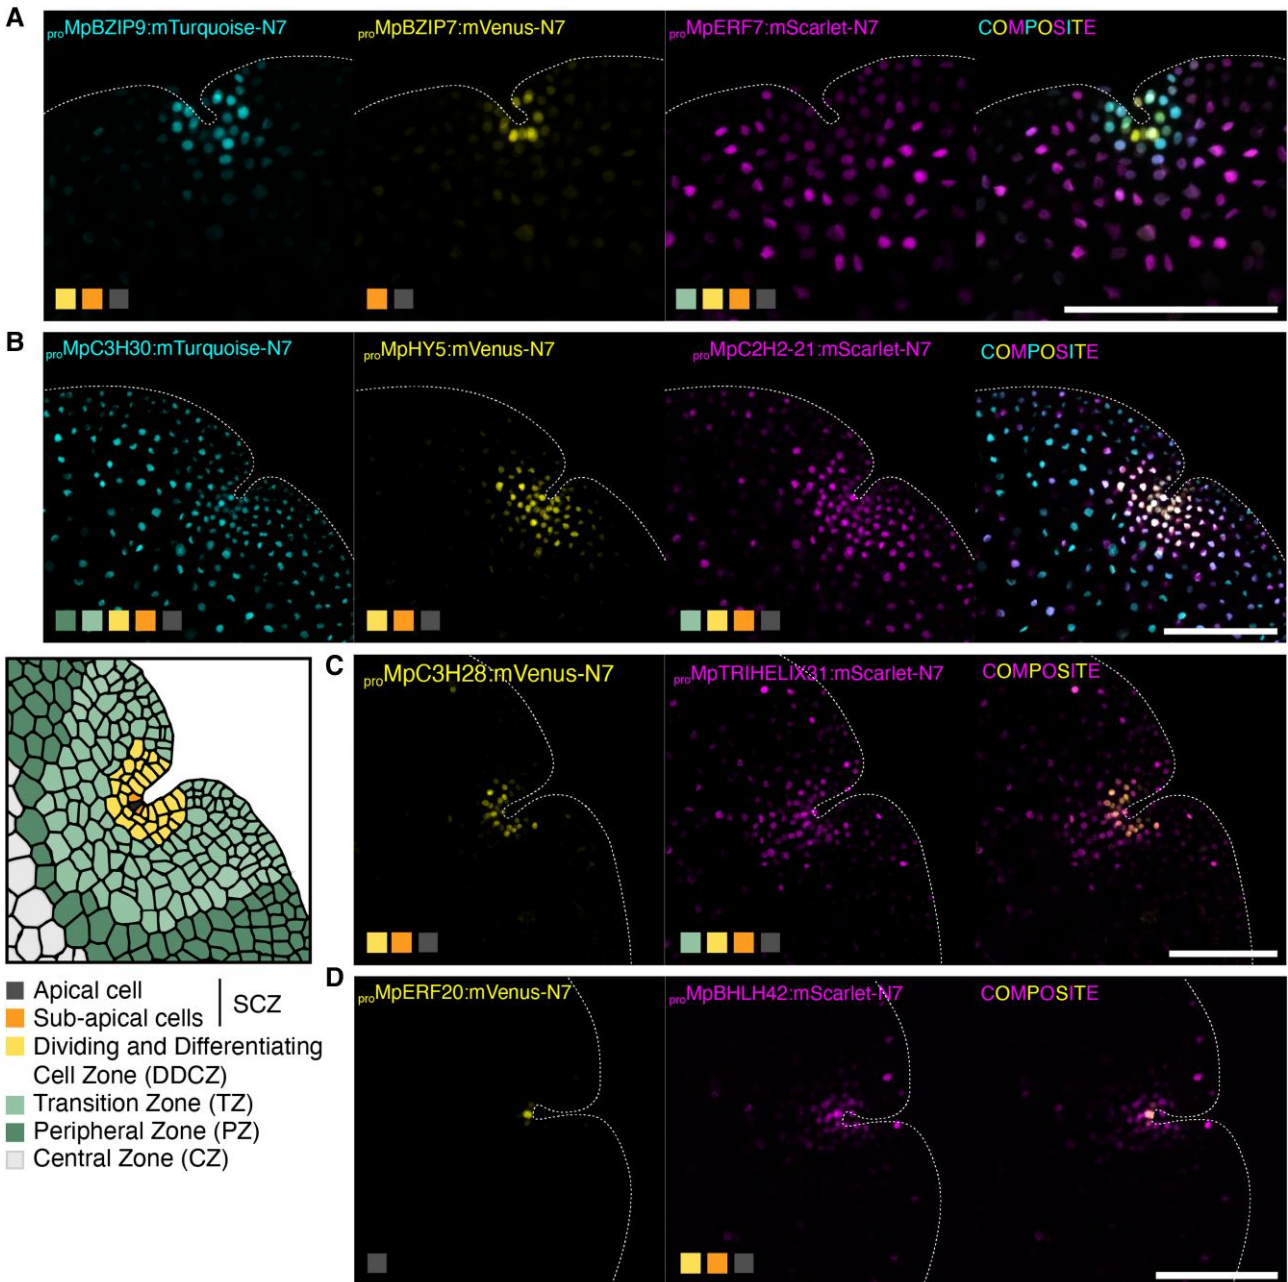 A
proMpBZIP9:mTurquoise-N7
proMpBZIP7:mVenus-N7
proMpERF7:mScarlet-N7
COMPOSITE
B
proMpC3H30:mTurquoise-N7
proMpHY5:mVenus-N7
proMpC2H2-21:mScarlet-N7
COMPOSITE
C
proMpC3H28:mVenus-N7
proMpTRIHELIX31:mScarlet-N7
COMPOSITE
D
proMpERF20:mVenus-N7
proMpBHLH42:mScarlet-N7
COMPOSITE
Apical cell
Sub-apical cells
SCZ
Dividing and Differentiating
Cell Zone (DDCZ)
Transition Zone (TZ)
Peripheral Zone (PZ)
Central Zone (CZ)